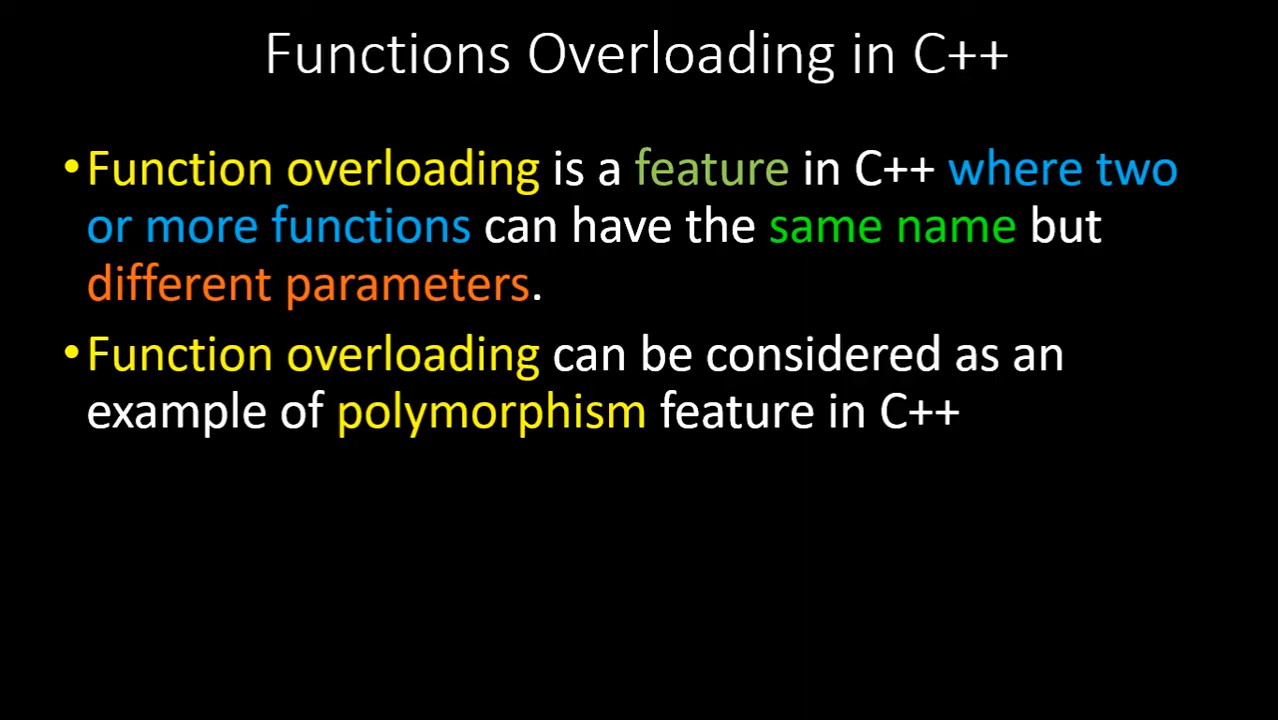 Functions Overloading in C++
•Function overloading is a feature in C++ where two
or more functions can have the same name but
different parameters.
•Function overloading can be considered as an
example of polymorphism feature in C++